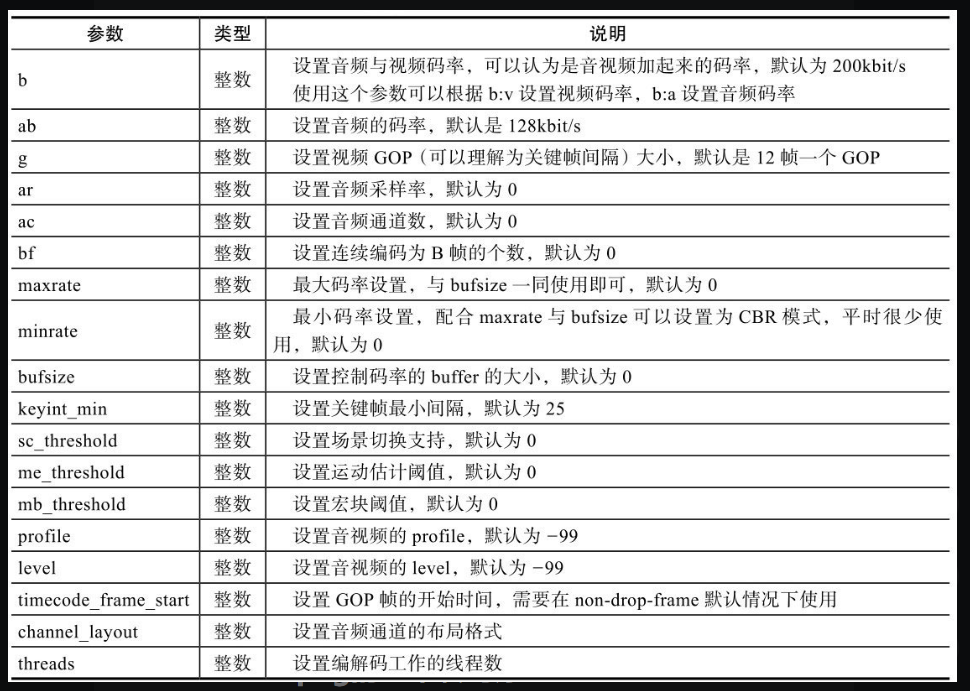 参数 类型 说明
b 整数 设置音频与视频码率，可以认为是音视频加起来的码率，默认为 200kbit/s
使用这个参数可以根据 b:v 设置视频码率，b:a 设置音频码率
ab 整数 设置音频的码率，默认是 128kbit/s
g 整数 设置视频 GOP（可以理解为关键帧间隔）大小，默认是 12 帧一个 GOP
ar 整数 设置音频采样率，默认为 0
ac 整数 设置音频通道数，默认为 0
bf 整数 设置连续编码为 B 帧的个数，默认为 0
maxrate 整数 最大码率设置，与 bufsize 一同使用即可，默认为 0
minrate 整数 最小码率设置，配合 maxrate 与 bufsize 可以设置为 CBR 模式，平时很少使
用，默认为 0
bufsize 整数 设置控制码率的 buffer 的大小，默认为 0
keyint_min 整数 设置关键帧最小间隔，默认为 25
sc_threshold 整数 设置场景切换支持，默认为 0
me_threshold 整数 设置运动估计阈值，默认为 0
mb_threshold 整数 设置宏块阈值，默认为 0
profile 整数 设置音视频的 profile，默认为 −99
level 整数 设置音视频的 level，默认为 −99
timecode_frame_start 整数 设置 GOP 帧的开始时间，需要在 non-drop-frame 默认情况下使用
channel_layout 整数 设置音频通道的布局格式
threads 整数 设置编解码工作的线程数